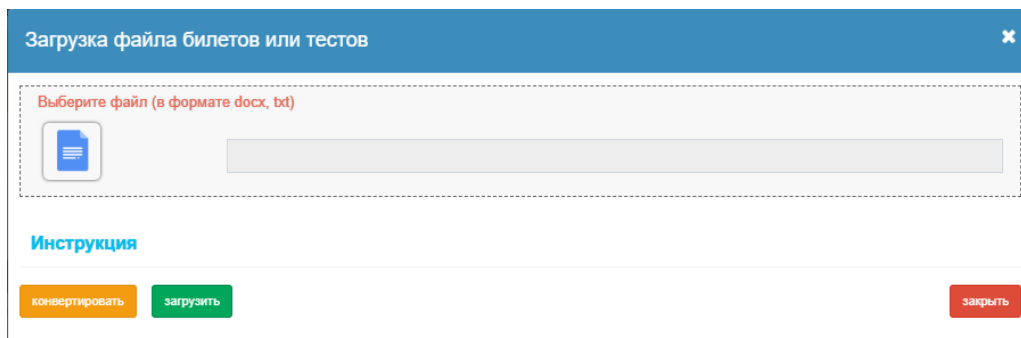 Загрузка файла билетов или тестов
Выберите файл (в формате docx, txt)
Инструкция
конвертировать загрузить закрыть